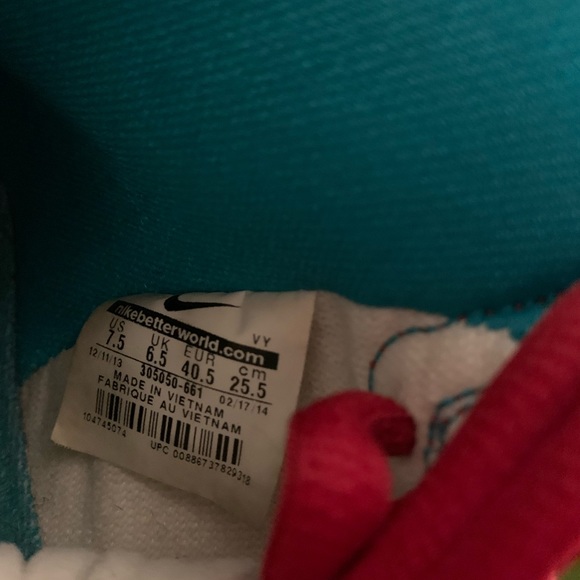 nikebetterworld.com VY
US UK EUR cm
7.5 6.5 40.5 25.5
12/11/13 305050-661 02/17/14
MADE IN VIETNAM
FABRIQUE AU VIETNAM
104745074
UPC 00886737829318